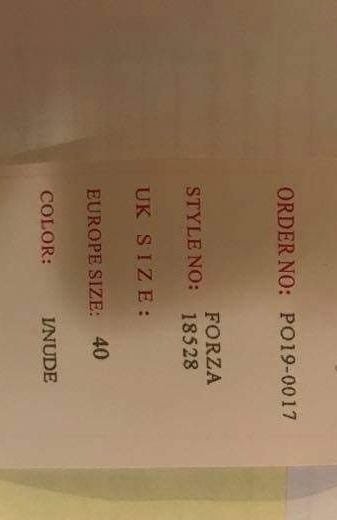 ORDER NO: PO19-0017
FORZA
STYLE NO: 18528
UK SIZE:
EUROPE SIZE: 40
COLOR: I/NUDE